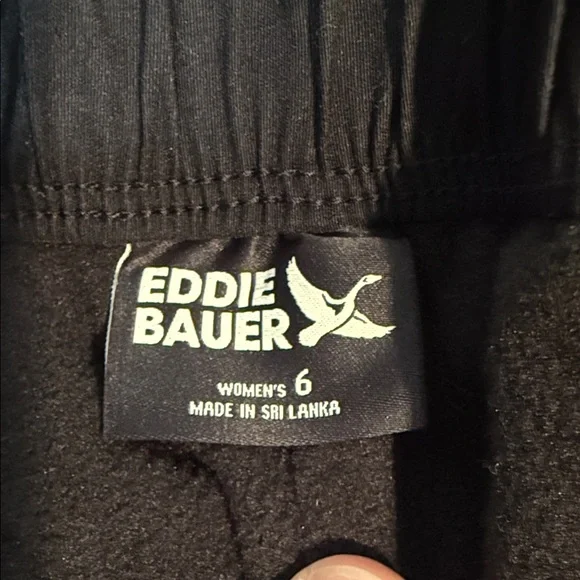 EDDIE
BAUER
WOMEN'S 6
MADE IN SRI LANKA